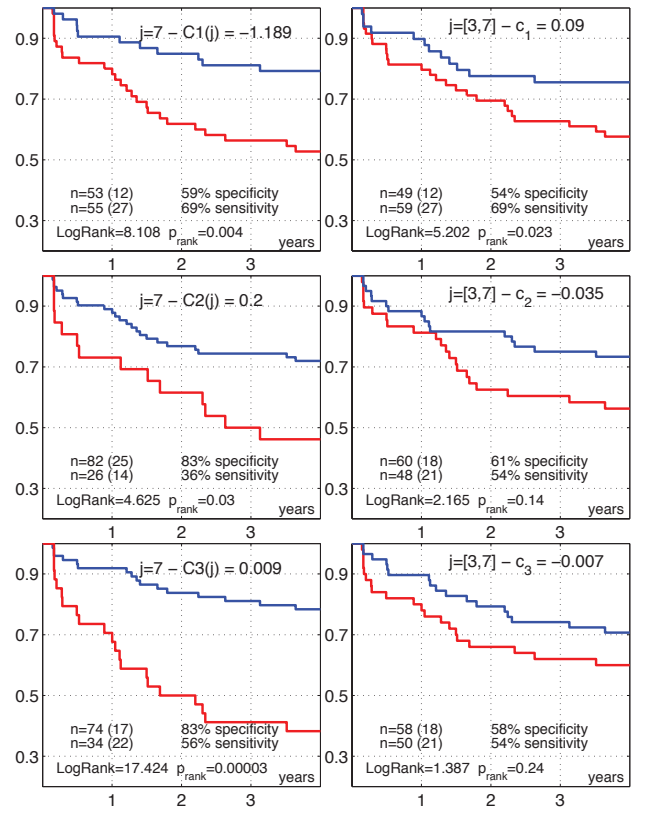 j=7 − C1(j) = −1.189
0.9
0.7
0.5
0.3
n=53 (12) 59% specificity
n=55 (27) 69% sensitivity
LogRank=8.108 p_rank=0.004 years
1 2 3
j=[3,7] − c_1 = 0.09
0.9
0.7
0.5
0.3
n=49 (12) 54% specificity
n=59 (27) 69% sensitivity
LogRank=5.202 p_rank=0.023 years
1 2 3
j=7 − C2(j) = 0.2
0.9
0.7
0.5
0.3
n=82 (25) 83% specificity
n=26 (14) 36% sensitivity
LogRank=4.625 p_rank=0.03 years
1 2 3
j=[3,7] − c_2 = −0.035
0.9
0.7
0.5
0.3
n=60 (18) 61% specificity
n=48 (21) 54% sensitivity
LogRank=2.165 p_rank=0.14 years
1 2 3
j=7 − C3(j) = 0.009
0.9
0.7
0.5
0.3
n=74 (17) 83% specificity
n=34 (22) 56% sensitivity
LogRank=17.424 p_rank=0.00003 years
1 2 3
j=[3,7] − c_3 = −0.007
0.9
0.7
0.5
0.3
n=58 (18) 58% specificity
n=50 (21) 54% sensitivity
LogRank=1.387 p_rank=0.24 years
1 2 3